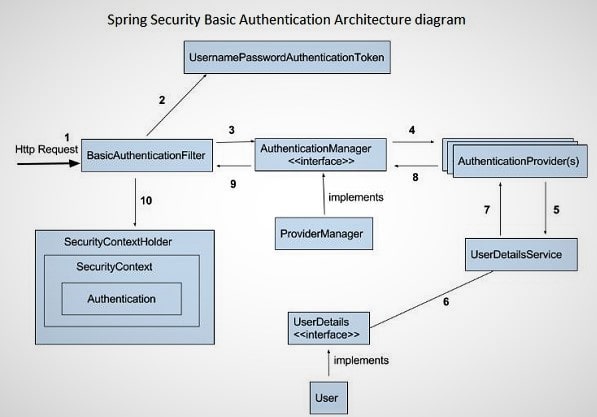 Spring Security Basic Authentication Architecture diagram
UsernamePasswordAuthenticationToken
2
1
Http Request
BasicAuthenticationFilter
3
9
AuthenticationManager
<<interface>>
4
8
AuthenticationProvider(s)
10
implements
7
5
ProviderManager
UserDetailsService
SecurityContextHolder
SecurityContext
Authentication
6
UserDetails
<<interface>>
implements
User